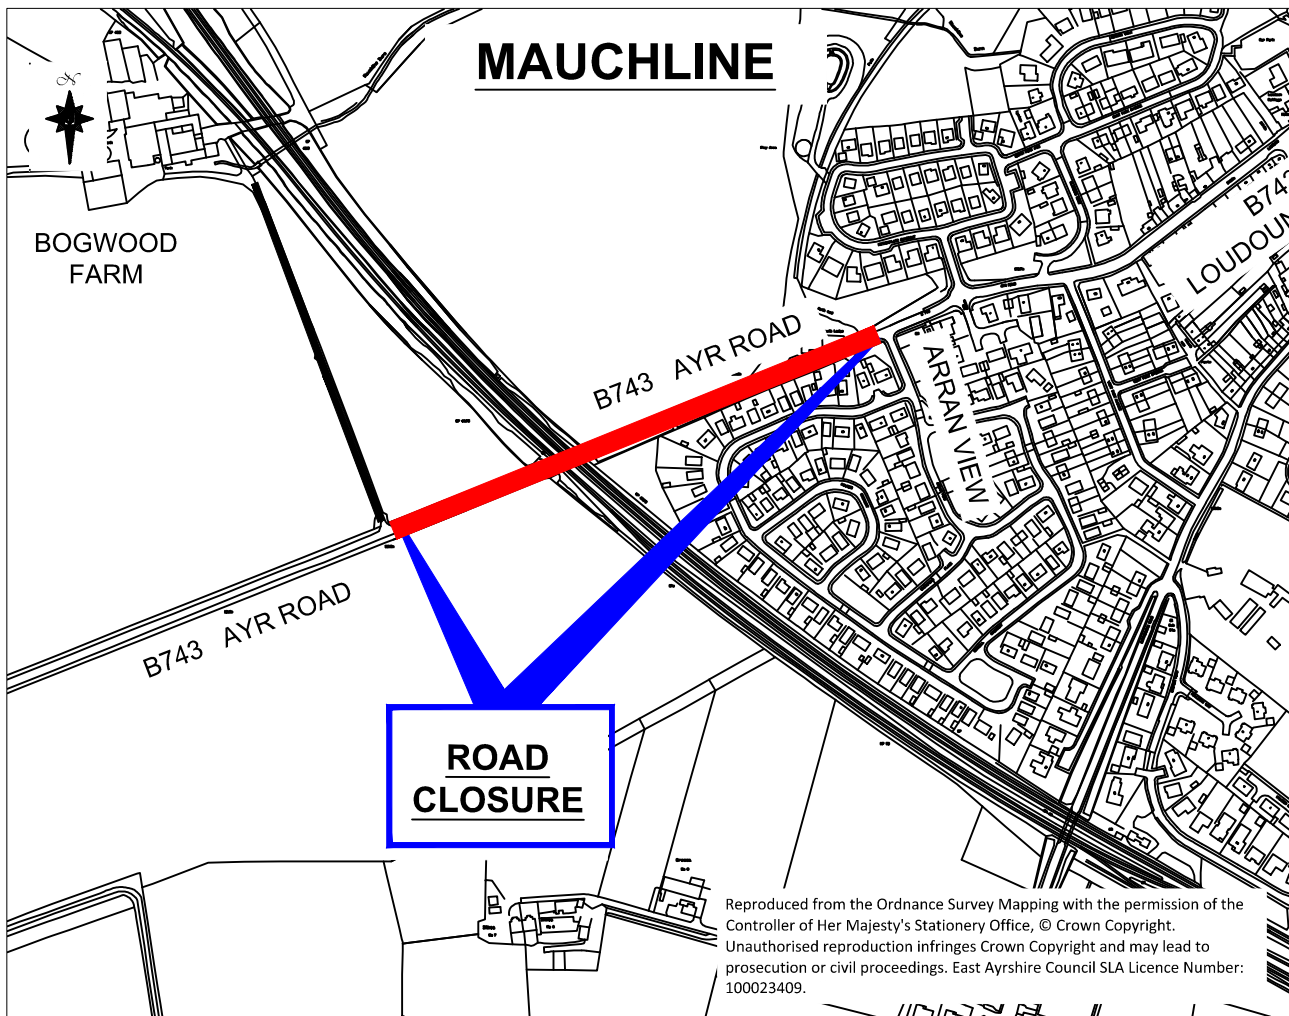 MAUCHLINE
N
BOGWOOD
FARM
B743
LOUDOUN
B743 AYR ROAD
ARRAN VIEW
B743 AYR ROAD
ROAD
CLOSURE
Reproduced from the Ordnance Survey Mapping with the permission of the
Controller of Her Majesty's Stationery Office, © Crown Copyright.
Unauthorised reproduction infringes Crown Copyright and may lead to
prosecution or civil proceedings. East Ayrshire Council SLA Licence Number:
100023409.